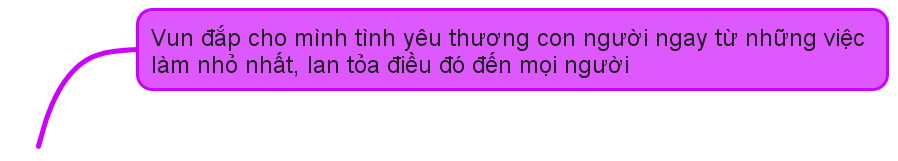 Vun đắp cho mình tình yêu thương con người ngay từ những việc
làm nhỏ nhất, lan tỏa điều đó đến mọi người